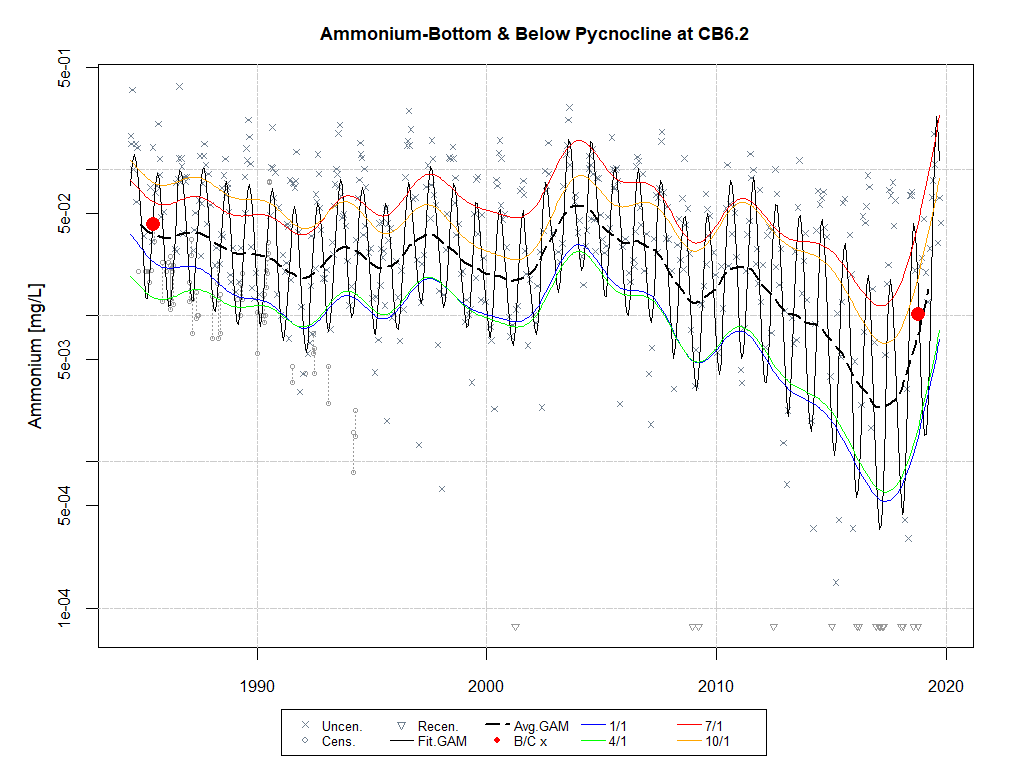 Ammonium-Bottom & Below Pycnocline at CB6.2
Ammonium [mg/L]
5e-01
5e-02
5e-03
5e-04
1e-04
1990 2000 2010 2020
Uncen. Recen. Avg.GAM 1/1 7/1
Cens. Fit.GAM B/C x 4/1 10/1